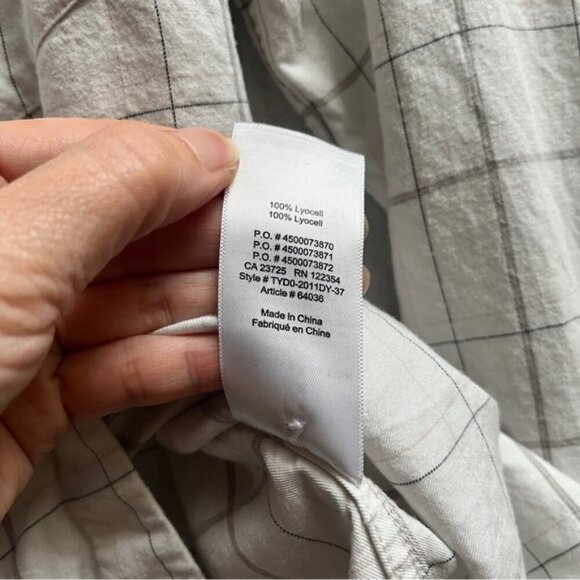 100% Lyocell
100% Lyocell
P.O. # 4500073870
P.O. # 4500073871
P.O. # 4500073872
CA 23725 RN 122354
Style # TYD0-2011DY-37
Article # 64036
Made in China
Fabriqué en Chine